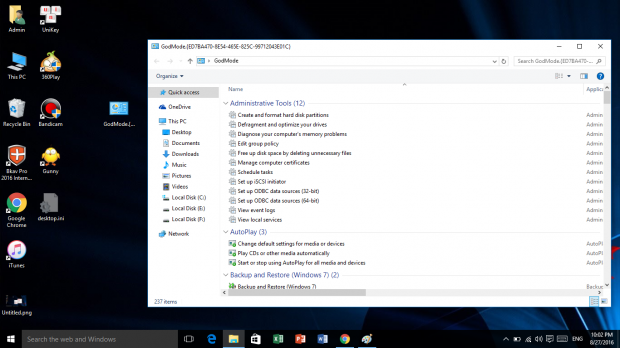 Admin
UniKey
This PC
360Play
Recycle Bin
Bandicam
GodMode.{...
Bkav Pro
2016 Intern...
Gunny
Google
Chrome
desktop.ini
iTunes
Untitled.png
GodMode.{ED7BA470-8E54-465E-825C-99712043E01C}
GodMode
Search GodMode.{ED7BA470-...
Organize
Quick access
OneDrive
This PC
Desktop
Documents
Downloads
Music
Pictures
Videos
Local Disk (C:)
Local Disk (E:)
Local Disk (F:)
Network
Name
Applic
Administrative Tools (12)
Create and format hard disk partitions
Admin
Defragment and optimize your drives
Admin
Diagnose your computer's memory problems
Admin
Edit group policy
Admin
Free up disk space by deleting unnecessary files
Admin
Manage computer certificates
Admin
Schedule tasks
Admin
Set up iSCSI initiator
Admin
Set up ODBC data sources (32-bit)
Admin
Set up ODBC data sources (64-bit)
Admin
View event logs
Admin
View local services
Admin
AutoPlay (3)
Change default settings for media or devices
AutoPl
Play CDs or other media automatically
AutoPl
Start or stop using AutoPlay for all media and devices
AutoPl
Backup and Restore (Windows 7) (2)
Backup and Restore (Windows 7)
Backu
237 items
Search the web and Windows
ENG
10:02 PM
8/27/2016